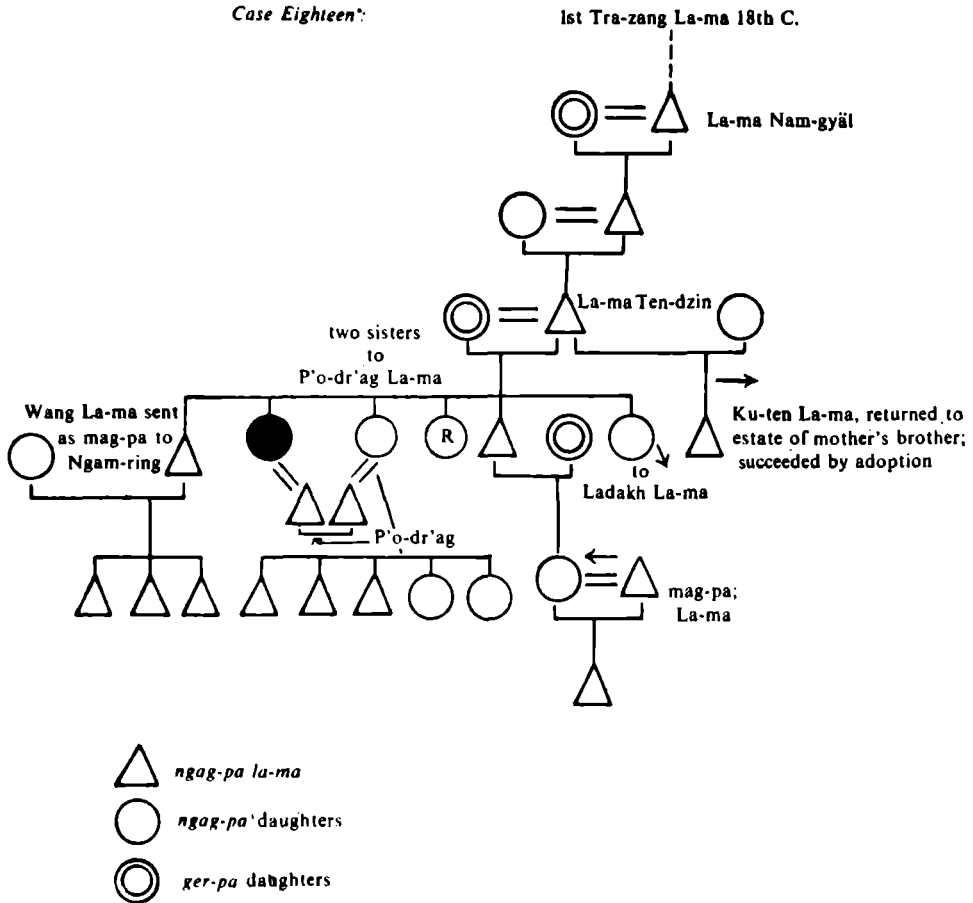 Case Eighteen*:
1st Tra-zang La-ma 18th C.
La-ma Nam-gyäl
La-ma Ten-dzin
two sisters
to
P'o-dr'ag La-ma
Wang La-ma sent
as mag-pa to
Ngam-ring
R
to
Ladakh La-ma
Ku-ten La-ma, returned to
estate of mother's brother;
succeeded by adoption
P'o-dr'ag
mag-pa;
La-ma
ngag-pa la-ma
ngag-pa' daughters
ger-pa daughters